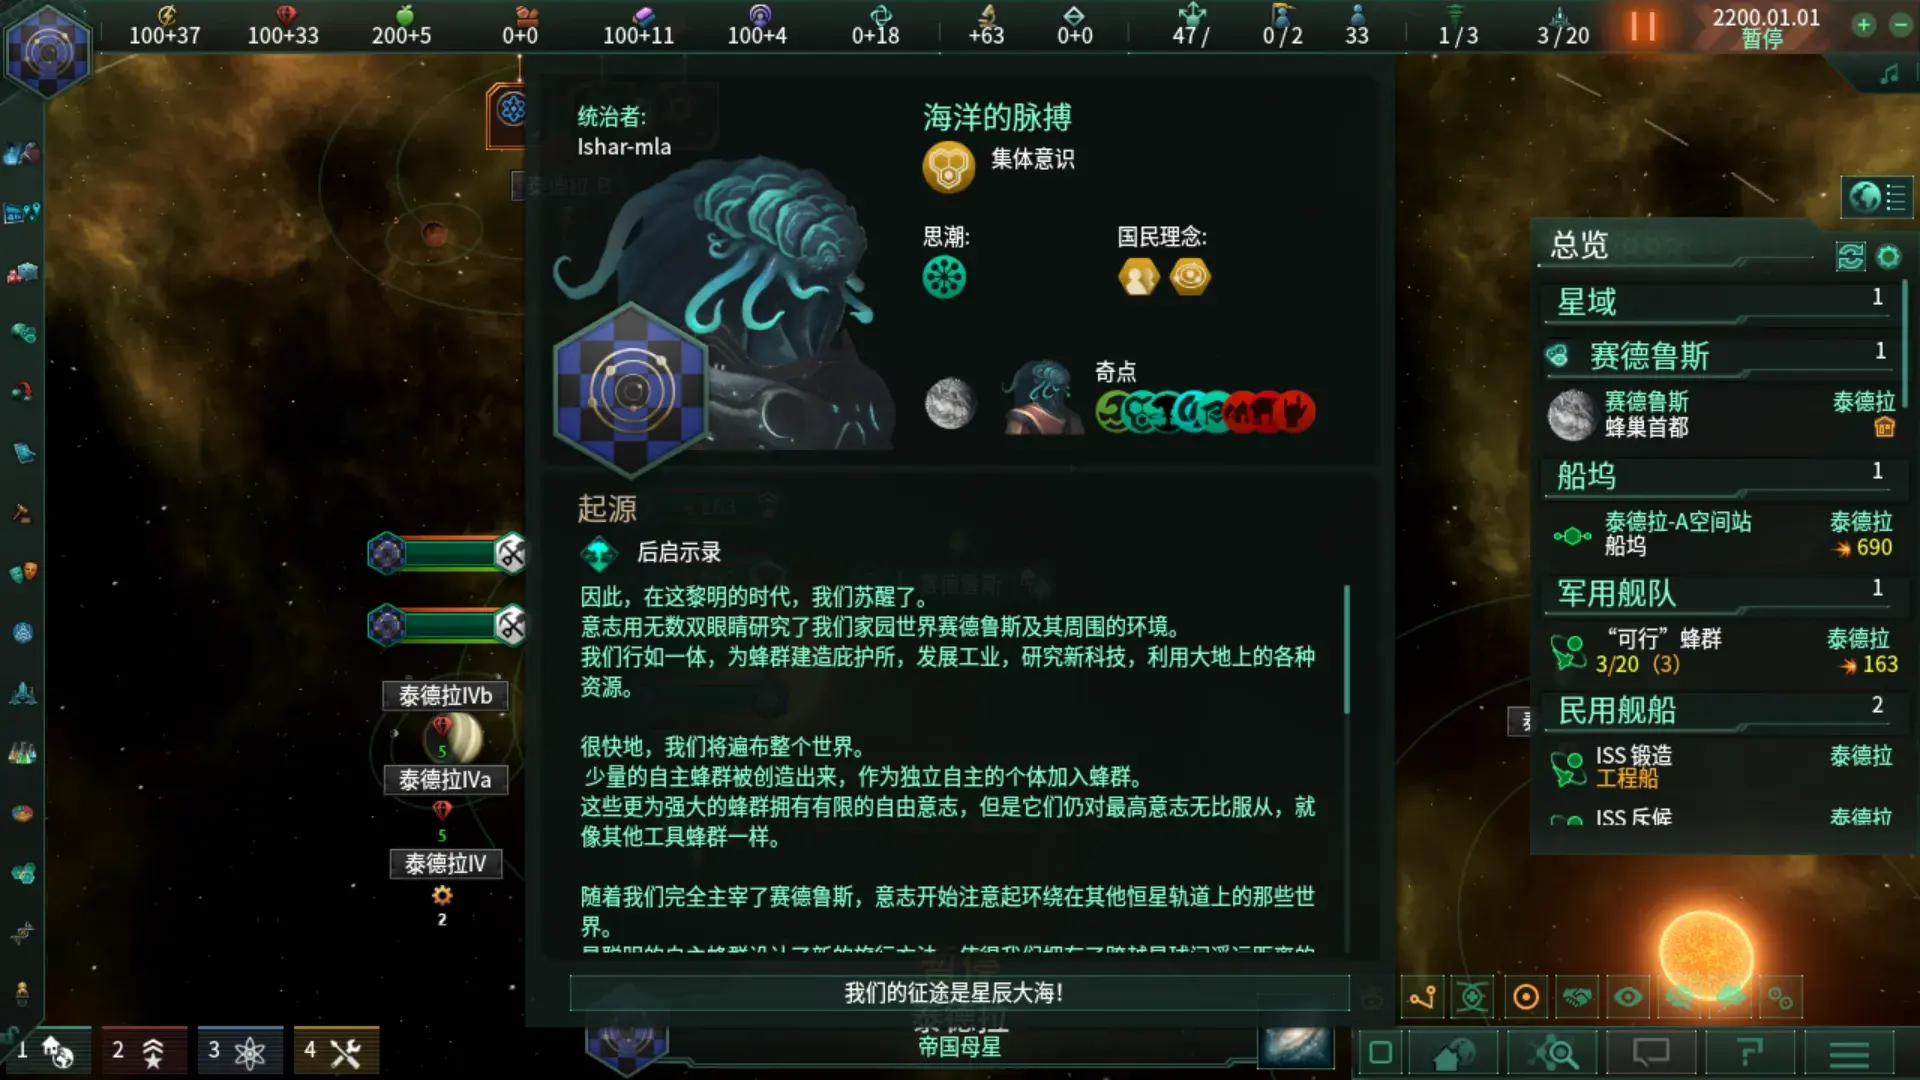 100+37 100+33 200+5 0+0 100+11 100+4 0+18 +63 0+0 47/ 0/2 33 1/3 3/20
2200.01.01
暂停
统治者:
Ishar-mla
海洋的脉搏
集体意识
思潮:
国民理念:
奇点
起源
后启示录
因此，在这黎明的时代，我们苏醒了。
意志用无数双眼睛研究了我们家园世界赛德鲁斯及其周围的环境。
我们行如一体，为蜂群建造庇护所，发展工业，研究新科技，利用大地上的各种
资源。
很快地，我们将遍布整个世界。
少量的自主蜂群被创造出来，作为独立自主的个体加入蜂群。
这些更为强大的蜂群拥有有限的自由意志，但是它们仍对最高意志无比服从，就
像其他工具蜂群一样。
随着我们完全主宰了赛德鲁斯，意志开始注意起环绕在其他恒星轨道上的那些世
界。
我们的征途是星辰大海！
泰德拉
帝国母星
泰德拉IVb
5
泰德拉IVa
5
泰德拉IV
2
总览
星域 1
赛德鲁斯 1
赛德鲁斯 泰德拉
蜂巢首都
船坞 1
泰德拉-A空间站 泰德拉
船坞 690
军用舰队 1
“可行”蜂群 泰德拉
3/20 (3) 163
民用舰船 2
ISS 锻造 泰德拉
工程船
ISS 斥候 泰德拉
1 2 3 4